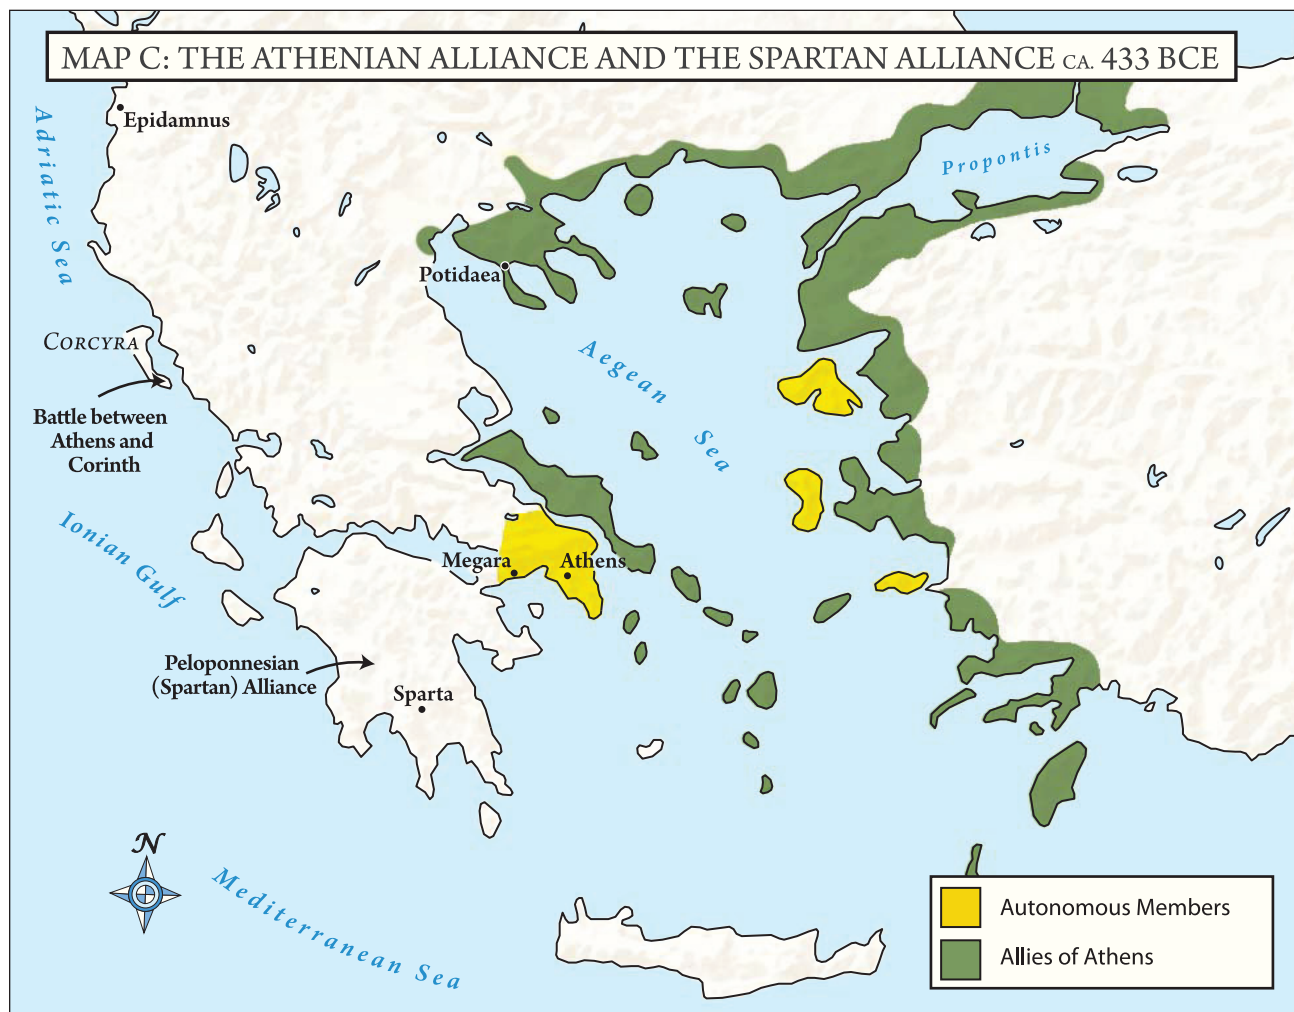 MAP C: THE ATHENIAN ALLIANCE AND THE SPARTAN ALLIANCE CA. 433 BCE
Adriatic Sea
Epidamnus
Propontis
Potidaea
CORCYRA
Aegean
Sea
Battle between
Athens and
Corinth
Ionian Gulf
Megara
Athens
Peloponnesian
(Spartan) Alliance
Sparta
N
Mediterranean Sea
Autonomous Members
Allies of Athens